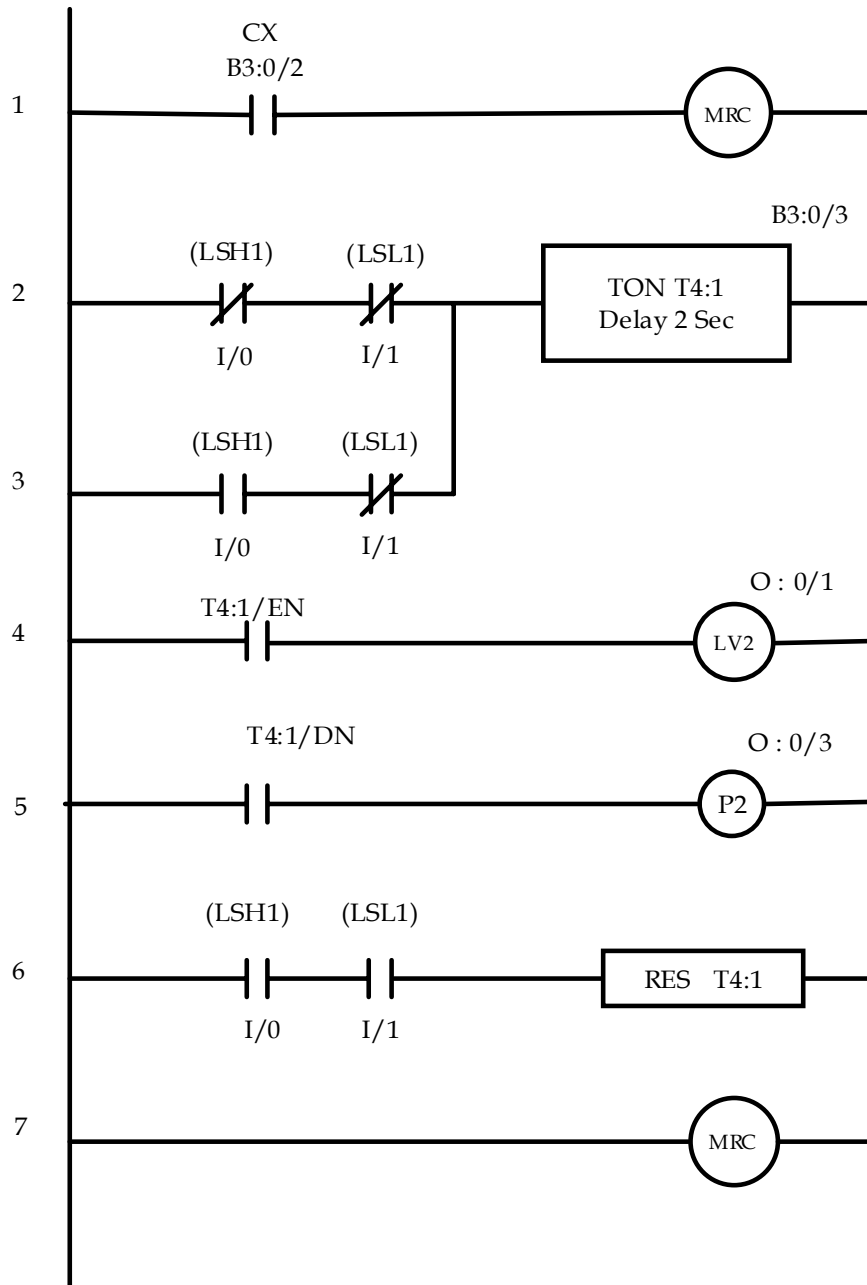 CX
B3:0/2
1
MRC
B3:0/3
(LSH1) (LSL1)
2
TON T4:1
Delay 2 Sec
I/0 I/1
(LSH1) (LSL1)
3
I/0 I/1
O : 0/1
T4:1/EN
4
LV2
T4:1/DN
O : 0/3
5
P2
(LSH1) (LSL1)
6
RES T4:1
I/0 I/1
7
MRC